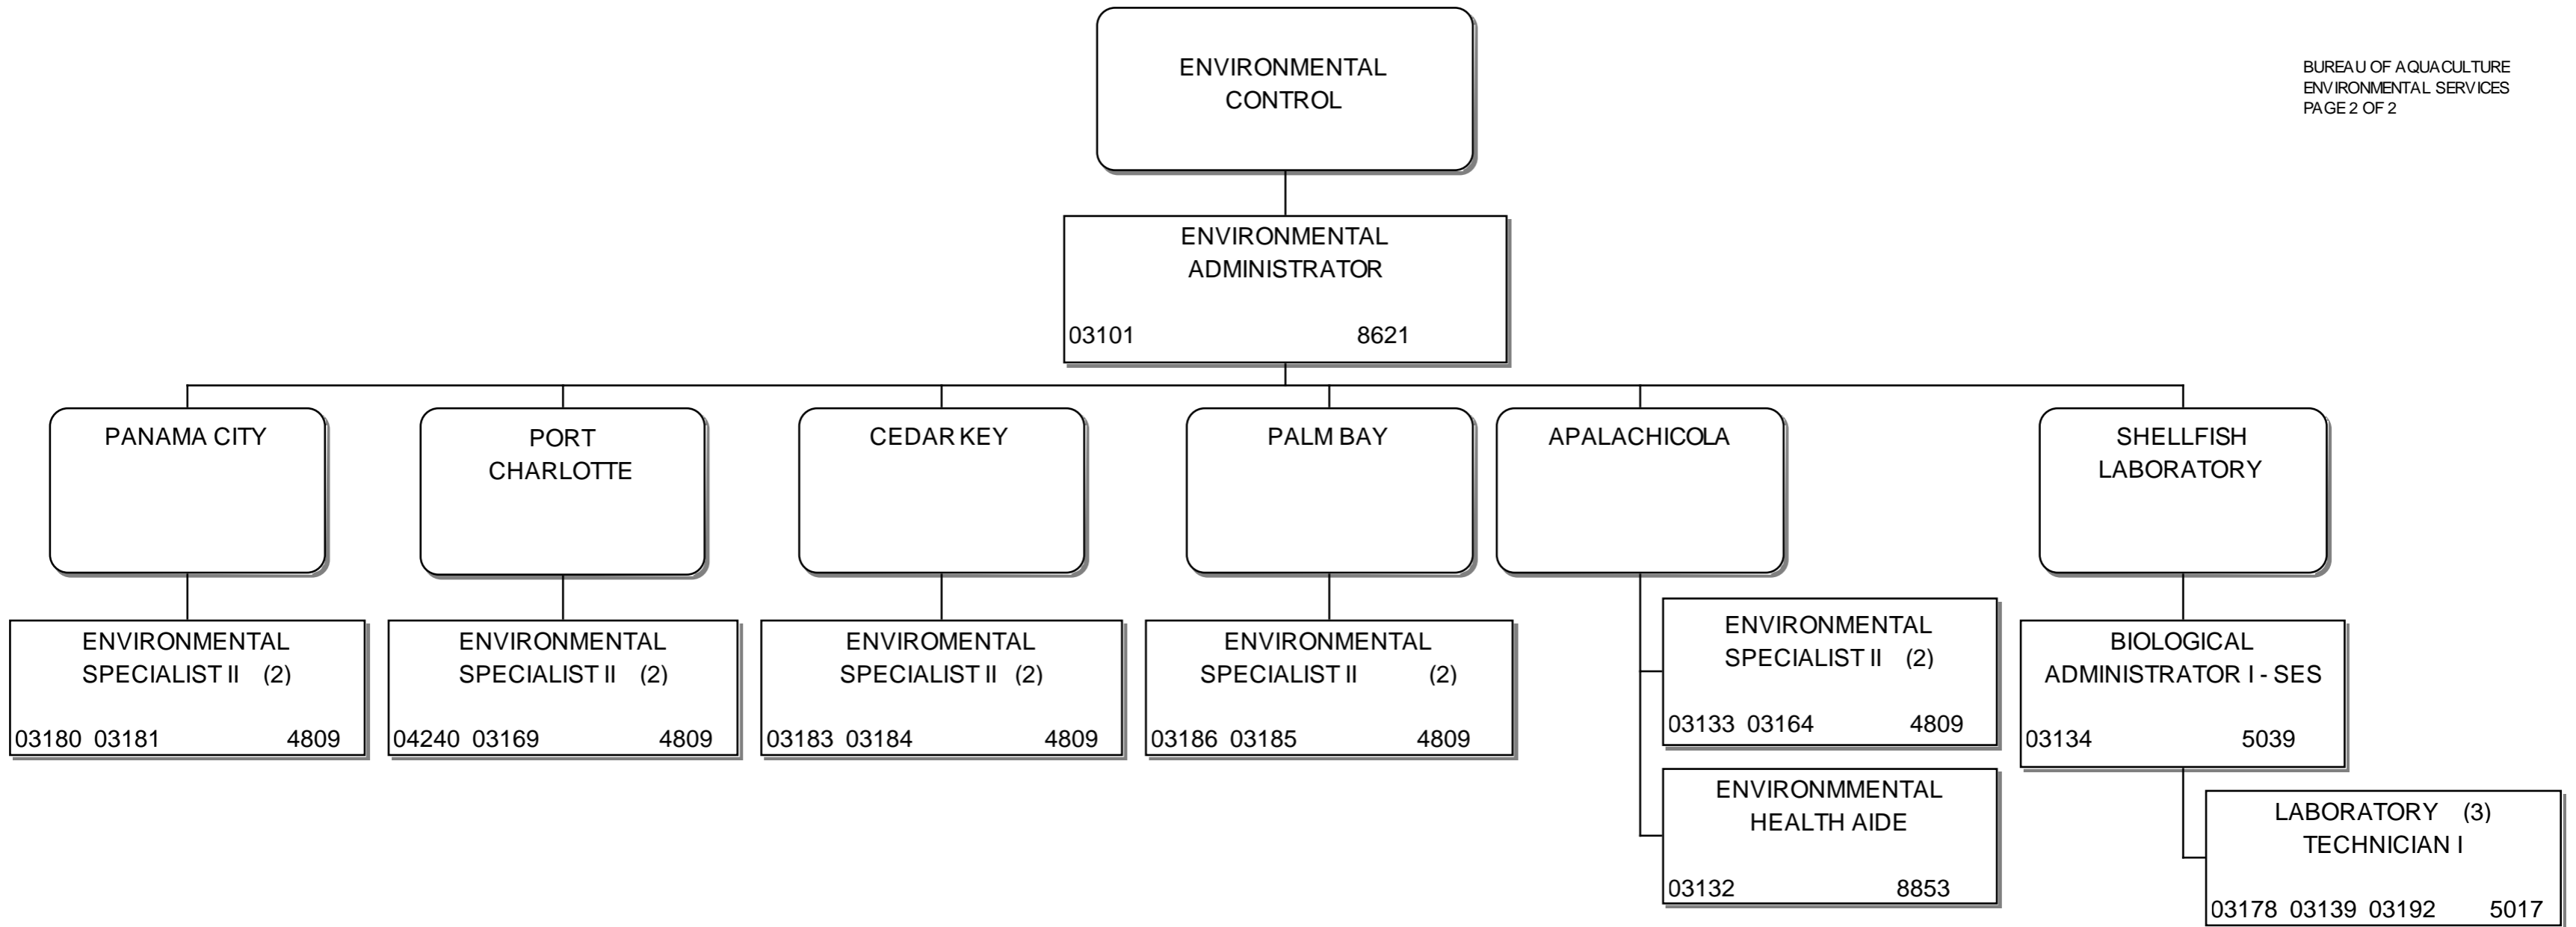 ENVIRONMENTAL
CONTROL
BUREAU OF AQUACULTURE
ENVIRONMENTAL SERVICES
PAGE 2 OF 2
ENVIRONMENTAL
ADMINISTRATOR
03101 8621
PANAMA CITY
PORT
CHARLOTTE
CEDAR KEY
PALM BAY
APALACHICOLA
SHELLFISH
LABORATORY
ENVIRONMENTAL
SPECIALIST II (2)
03180 03181 4809
ENVIRONMENTAL
SPECIALIST II (2)
04240 03169 4809
ENVIROMENTAL
SPECIALIST II (2)
03183 03184 4809
ENVIRONMENTAL
SPECIALIST II (2)
03186 03185 4809
ENVIRONMENTAL
SPECIALIST II (2)
03133 03164 4809
ENVIRONMMENTAL
HEALTH AIDE
03132 8853
BIOLOGICAL
ADMINISTRATOR I - SES
03134 5039
LABORATORY (3)
TECHNICIAN I
03178 03139 03192 5017